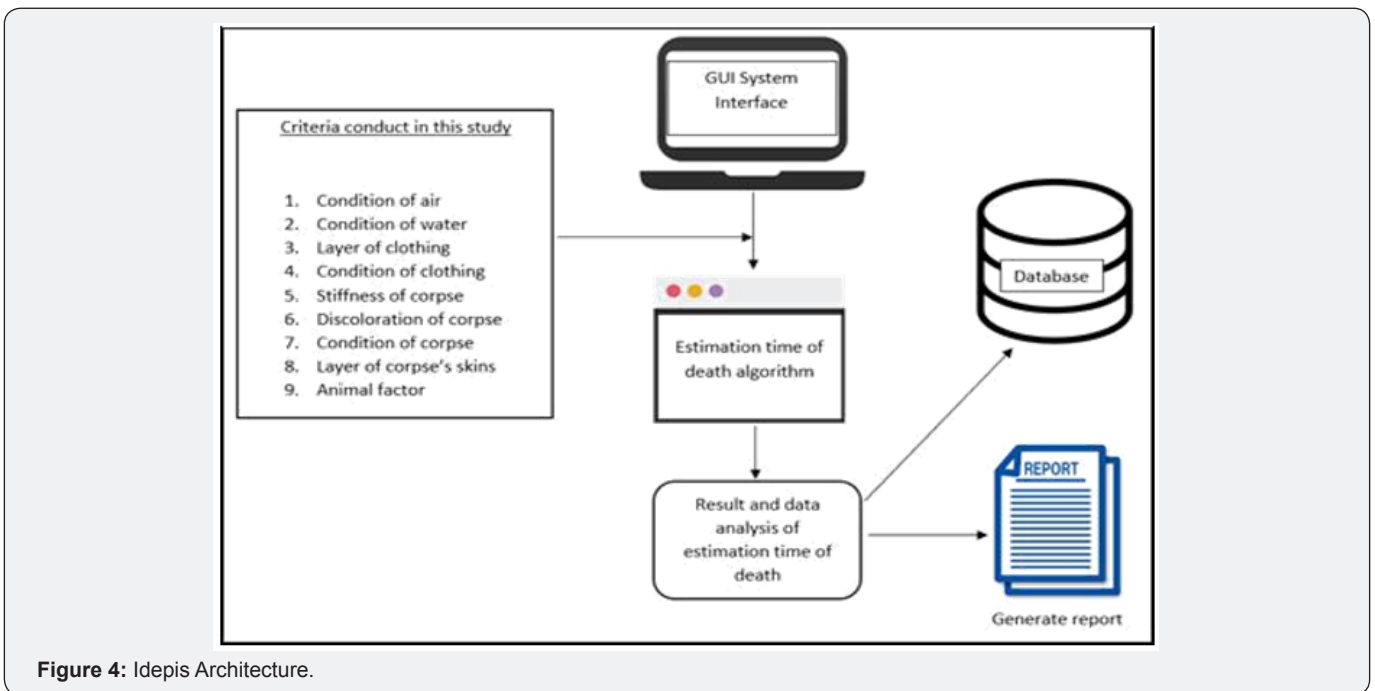 GUI System
Interface
Criteria conduct in this study
1. Condition of air
2. Condition of water
3. Layer of clothing
4. Condition of clothing
5. Stiffness of corpse
6. Discoloration of corpse
7. Condition of corpse
8. Layer of corpse's skins
9. Animal factor
Database
Estimation time of
death algorithm
REPORT
Result and data
analysis of
estimation time of
death
Generate report
Figure 4: Idepis Architecture.